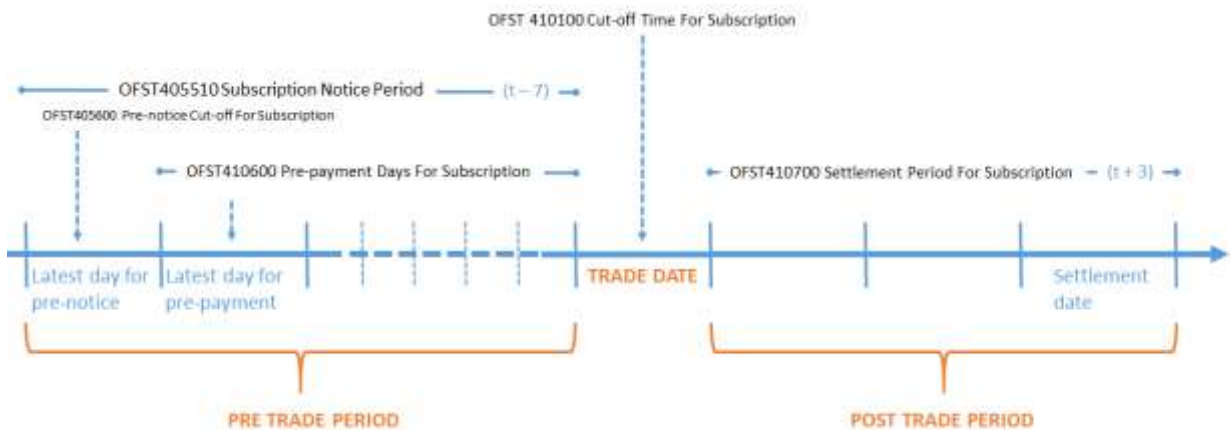 OFST 410100 Cut-off Time For Subscription
OFST405510 Subscription Notice Period (t – 7)
OFST405600 Pre-notice Cut-off For Subscription
OFST410600 Pre-payment Days For Subscription
OFST410700 Settlement Period For Subscription (t + 3)
Latest day for
pre-notice
Latest day for
pre-payment
TRADE DATE
Settlement
date
PRE TRADE PERIOD
POST TRADE PERIOD